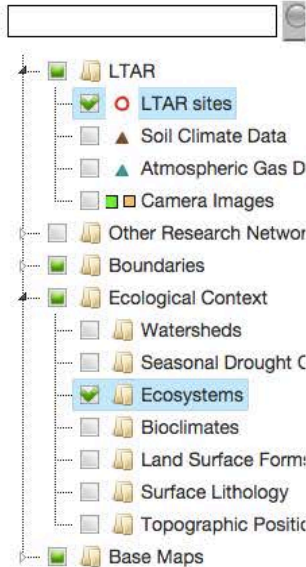 LTAR
LTAR sites
Soil Climate Data
Atmospheric Gas D
Camera Images
Other Research Networ
Boundaries
Ecological Context
Watersheds
Seasonal Drought
Ecosystems
Bioclimates
Land Surface Form
Surface Lithology
Topographic Positi
Base Maps